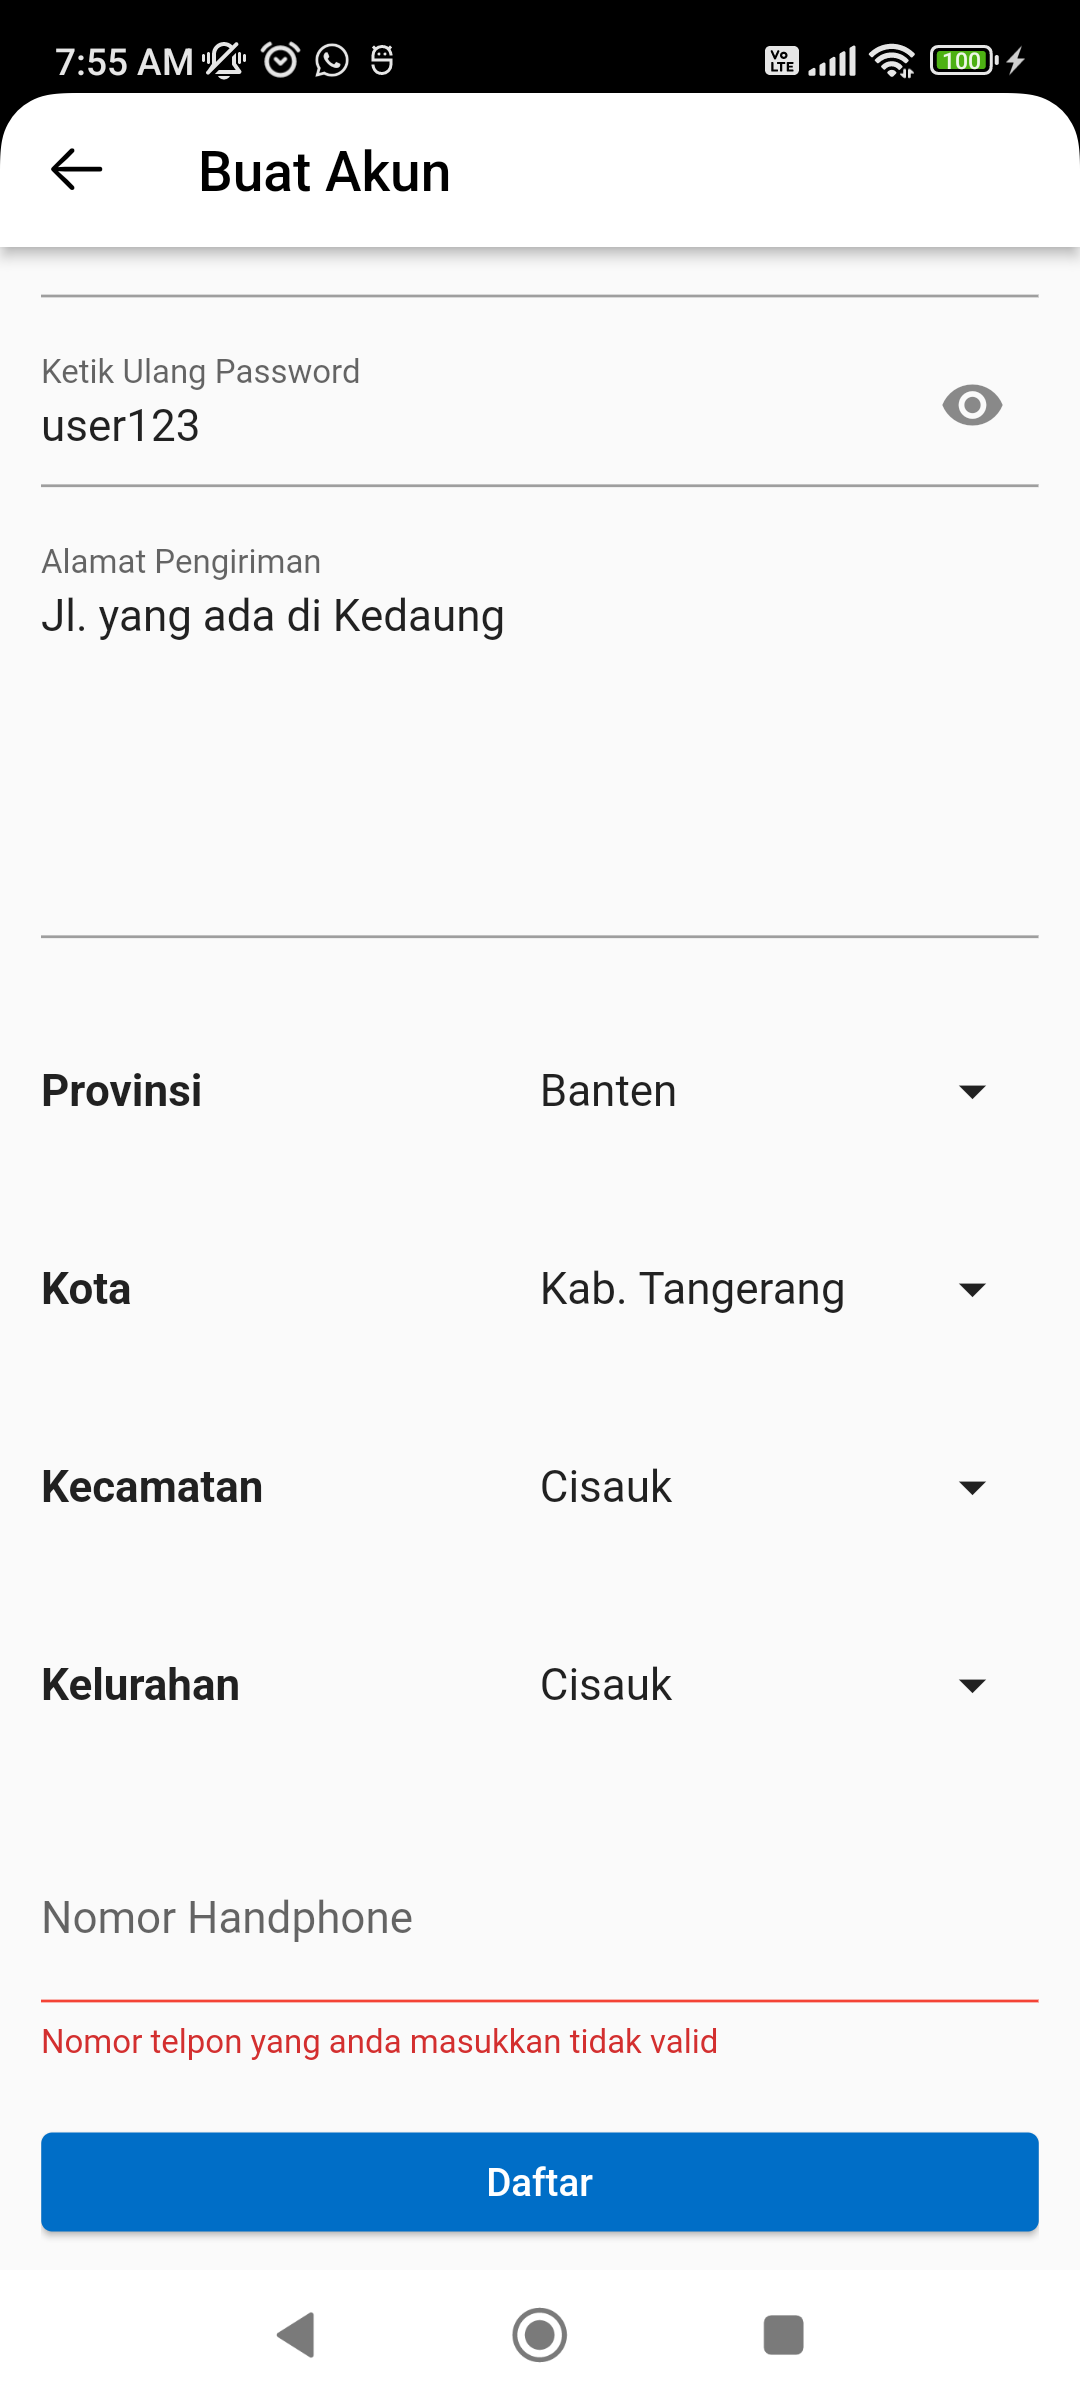 7:55 AM
Vo LTE
100
Buat Akun
Ketik Ulang Password
user123
Alamat Pengiriman
Jl. yang ada di Kedaung
Provinsi Banten
Kota Kab. Tangerang
Kecamatan Cisauk
Kelurahan Cisauk
Nomor Handphone
Nomor telpon yang anda masukkan tidak valid
Daftar